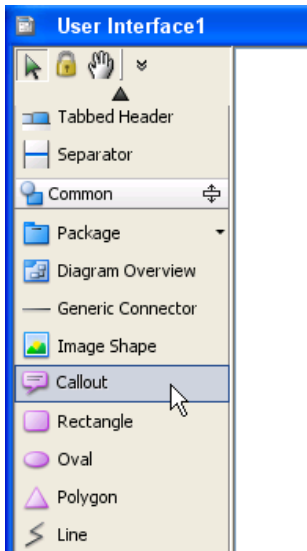 User Interface1
Tabbed Header
Separator
Common
Package
Diagram Overview
Generic Connector
Image Shape
Callout
Rectangle
Oval
Polygon
Line